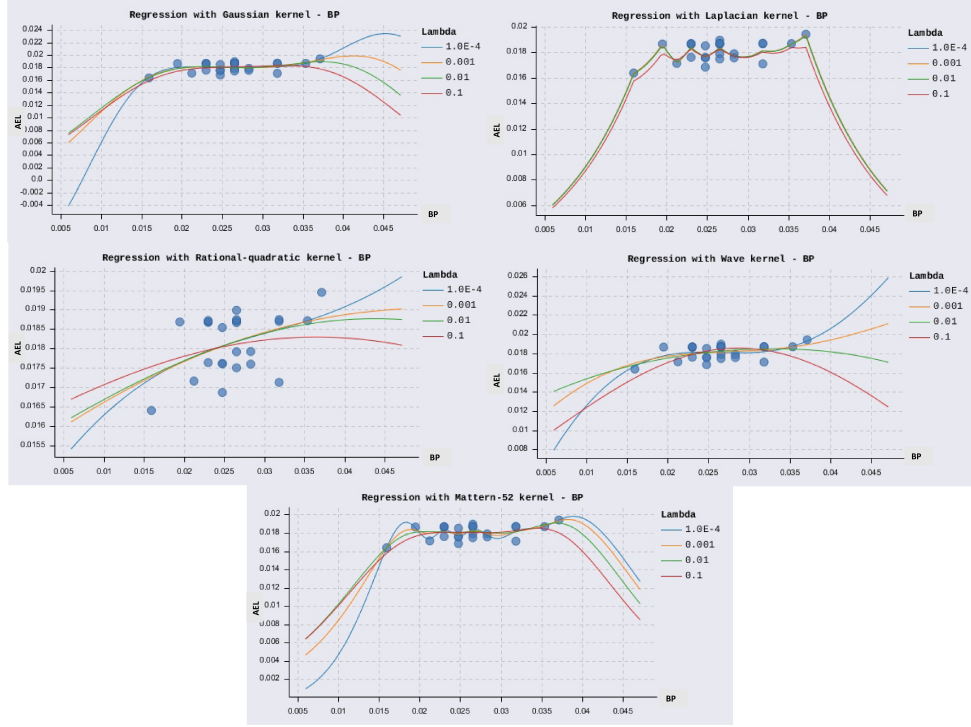 Regression with Gaussian kernel - BP
Lambda
1.0E-4
0.001
0.01
0.1
0.024
0.022
0.02
0.018
0.016
0.014
0.012
0.01
0.008
0.006
0.004
0.002
0.0
-0.002
-0.004
AEL
0.005 0.01 0.015 0.02 0.025 0.03 0.035 0.04 0.045
BP
Regression with Laplacian kernel - BP
Lambda
1.0E-4
0.001
0.01
0.1
0.02
0.018
0.016
0.014
0.012
0.01
0.008
0.006
AEL
0.005 0.01 0.015 0.02 0.025 0.03 0.035 0.04 0.045
BP
Regression with Rational-quadratic kernel - BP
Lambda
1.0E-4
0.001
0.01
0.1
0.02
0.0195
0.019
0.0185
0.018
0.0175
0.017
0.0165
0.016
0.0155
AEL
0.005 0.01 0.015 0.02 0.025 0.03 0.035 0.04 0.045
BP
Regression with Wave kernel - BP
Lambda
1.0E-4
0.001
0.01
0.1
0.026
0.024
0.022
0.02
0.018
0.016
0.014
0.012
0.01
0.008
AEL
0.005 0.01 0.015 0.02 0.025 0.03 0.035 0.04 0.045
BP
Regression with Mattern-52 kernel - BP
Lambda
1.0E-4
0.001
0.01
0.1
0.02
0.018
0.016
0.014
0.012
0.01
0.008
0.006
0.004
0.002
AEL
0.005 0.01 0.015 0.02 0.025 0.03 0.035 0.04 0.045
BP